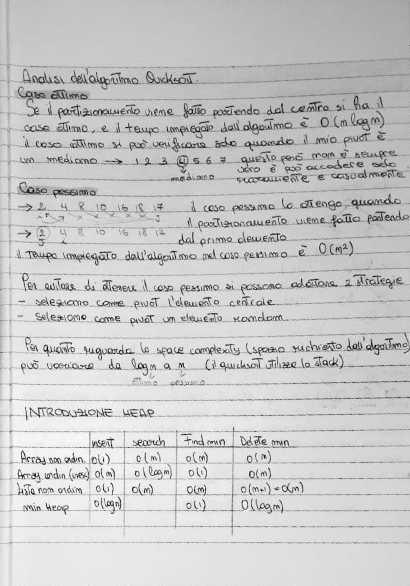 Analisi dell'algoritmo Quicksort.
Caso ottimo
Se il partizionamento viene fatto partendo dal centro si ha il
caso ottimo, e il tempo impiegato dall'algoritmo è O(n log n)
il caso ottimo si può verificare solo quando il mio pivot è
un mediano → 1 2 3 4 5 6 7 questo però non è sempre
mediano vero e può accadere solo
raramente e casualmente
Caso pessimo
→ 2 4 8 10 16 18 17 il caso pessimo lo ottengo quando
il partizionamento viene fatto partendo
→ 2 4 8 10 16 18 17 dal primo elemento
il tempo impiegato dall'algoritmo nel caso pessimo è O(n²)
Per evitare di ottenere il caso pessimo si possono adottare 2 strategie
- seleziono come pivot l'elemento centrale
- seleziono come pivot un elemento random.
Per quanto riguarda lo space complexity (spazio richiesto dall'algoritmo)
può variare da log n a n (il quicksort utilizza lo stack)
ottimo pessimo
INTRODUZIONE HEAP
insert search Find min Delete min
Array non ordin. O(1) O(n) O(n) O(n)
Array ordin O(n) O(log n) O(1) O(n)
Lista non ordin. O(1) O(n) O(n) O(n+1) = O(n)
min Heap O(log n) O(1) O(log n)